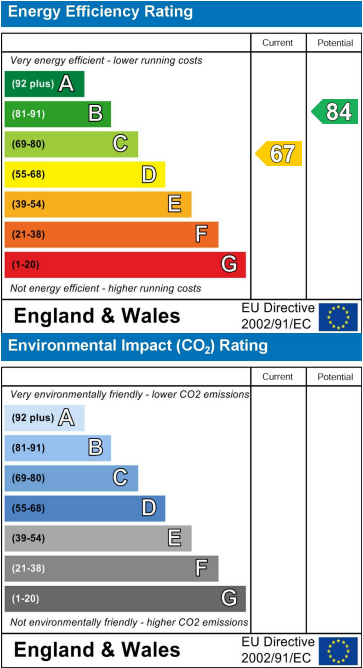 Energy Efficiency Rating
Current Potential
Very energy efficient - lower running costs
(92 plus) A
(81-91) B
84
(69-80) C
67
(55-68) D
(39-54) E
(21-38) F
(1-20) G
Not energy efficient - higher running costs
England & Wales
EU Directive
2002/91/EC
Environmental Impact (CO₂) Rating
Current Potential
Very environmentally friendly - lower CO2 emissions
(92 plus) A
(81-91) B
(69-80) C
(55-68) D
(39-54) E
(21-38) F
(1-20) G
Not environmentally friendly - higher CO2 emissions
England & Wales
EU Directive
2002/91/EC